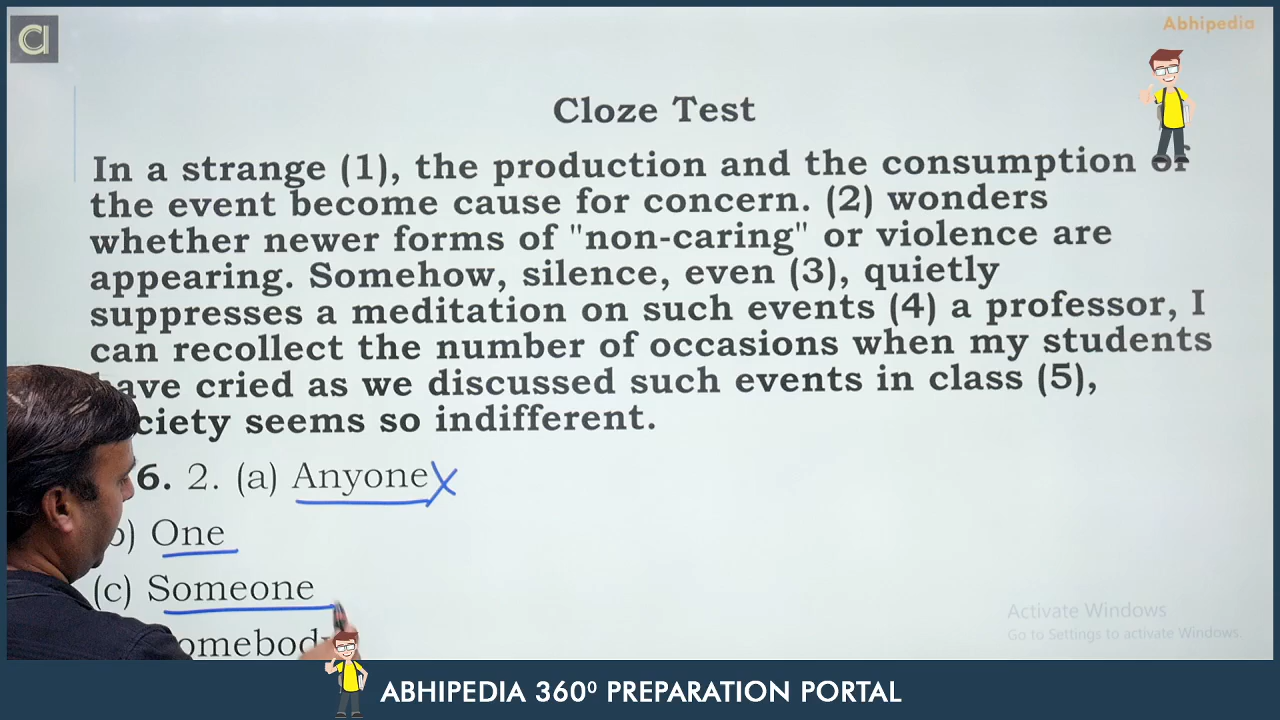 Abhipedia
Cloze Test
In a strange (1), the production and the consumption of
the event become cause for concern. (2) wonders
whether newer forms of "non-caring" or violence are
appearing. Somehow, silence, even (3), quietly
suppresses a meditation on such events (4) a professor, I
can recollect the number of occasions when my students
have cried as we discussed such events in class (5),
ciety seems so indifferent.
6. 2. (a) Anyone
b) One
(c) Someone
omebody
Activate Windows
Go to Settings to activate Windows.
ABHIPEDIA 360⁰ PREPARATION PORTAL